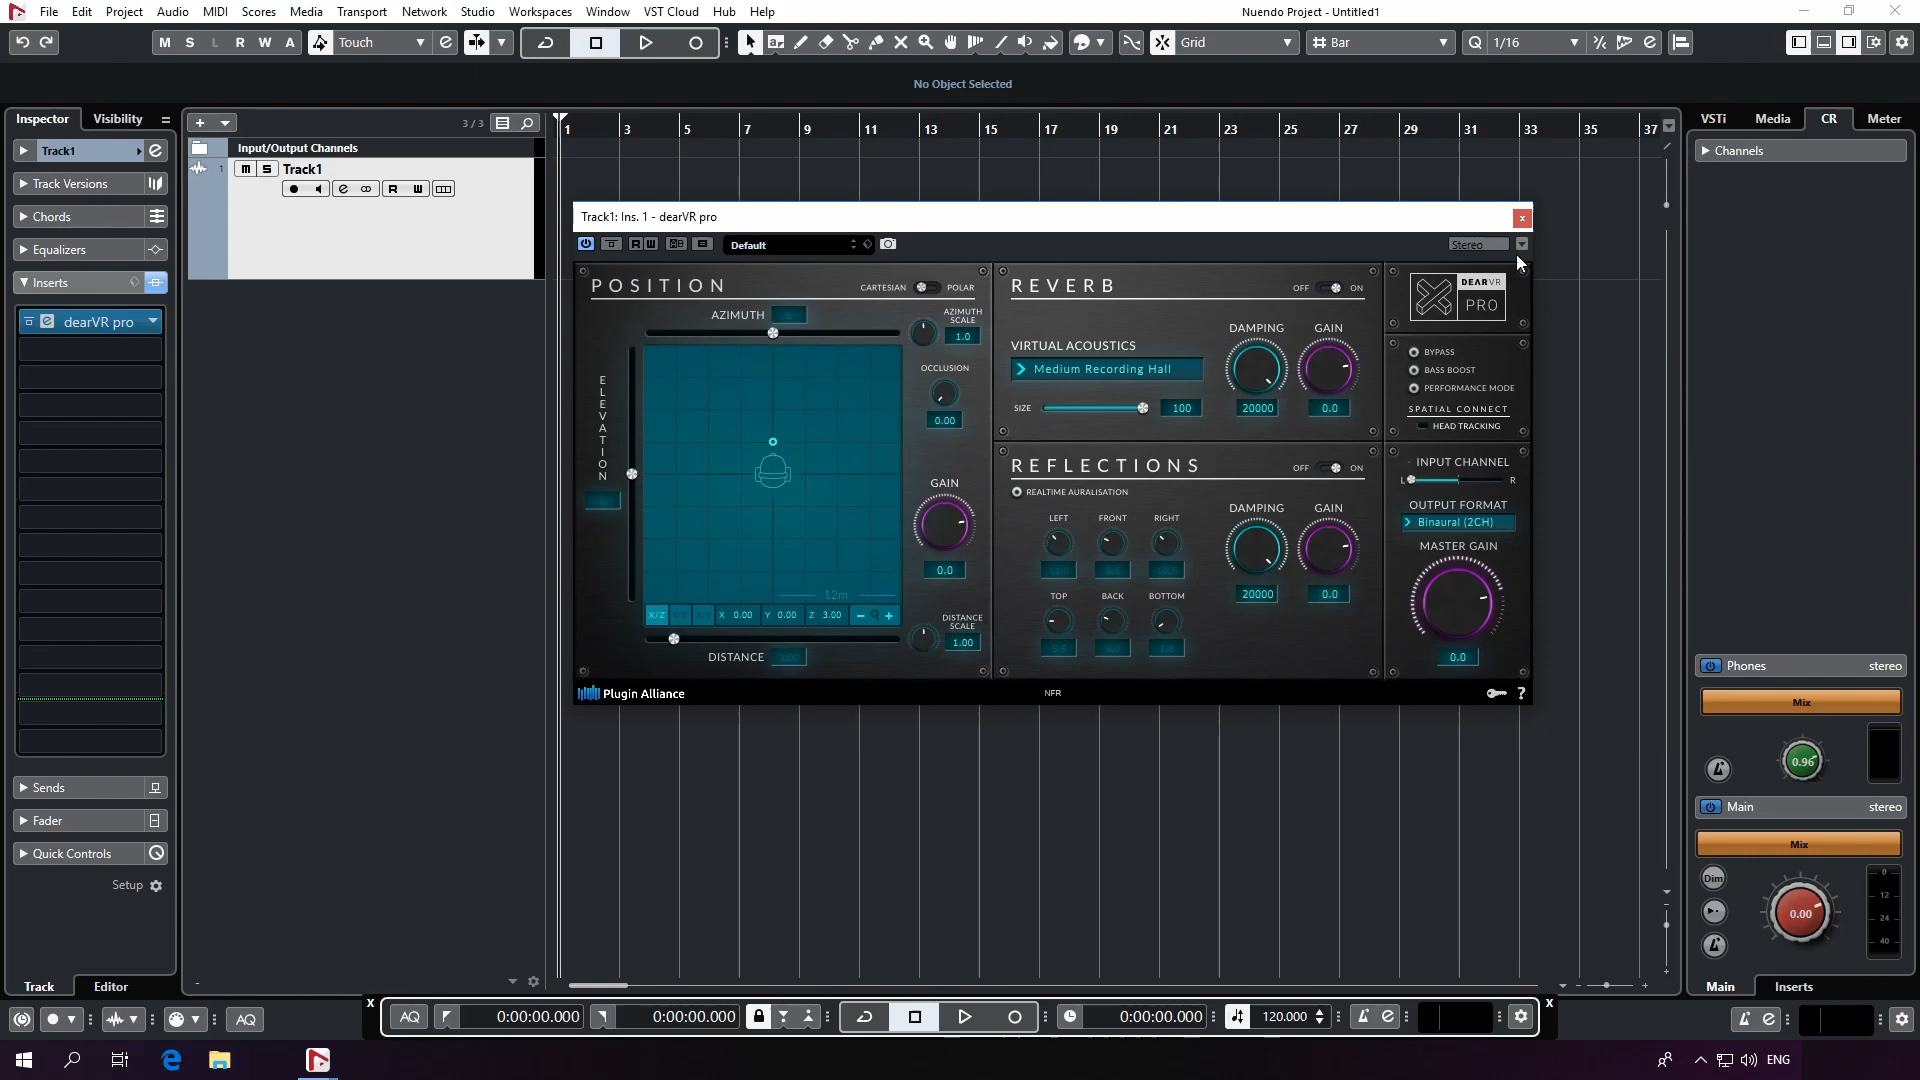 File Edit Project Audio MIDI Scores Media Transport Network Studio Workspaces Window VST Cloud Hub Help
Nuendo Project - Untitled1
M S L R W A Touch
Grid
Bar
Q 1/16
No Object Selected
Inspector Visibility
Track1
Track Versions
Chords
Equalizers
Inserts
dearVR pro
Sends
Fader
Quick Controls
Setup
Track Editor
3 / 3
Input/Output Channels
1 m S Track1
R W
1 3 5 7 9 11 13 15 17 19 21 23 25 27 29 31 33 35 37
Track1: Ins. 1 - dearVR pro
x
R W Default
Stereo
POSITION
CARTESIAN POLAR
AZIMUTH
AZIMUTH SCALE
1.0
ELEVATION
OCCLUSION
0.00
GAIN
0.0
12m
X/Z Y/Z X/Y X 0.00 Y 0.00 Z 3.00 - +
DISTANCE SCALE
1.00
DISTANCE
REVERB
OFF ON
VIRTUAL ACOUSTICS
Medium Recording Hall
SIZE 100
DAMPING GAIN
20000 0.0
REFLECTIONS
OFF ON
REALTIME AURALISATION
LEFT FRONT RIGHT
TOP BACK BOTTOM
DAMPING GAIN
20000 0.0
DEARVR
PRO
BYPASS
BASS BOOST
PERFORMANCE MODE
SPATIAL CONNECT
HEAD TRACKING
INPUT CHANNEL
L R
OUTPUT FORMAT
Binaural (2CH)
MASTER GAIN
0.0
Plugin Alliance
NFR
?
VSTi Media CR Meter
Channels
Phones stereo
Mix
0.96
Main stereo
Mix
Dim
0.00
0
12
24
40
Main Inserts
AQ
x
AQ 0:00:00.000 0:00:00.000 0:00:00.000 120.000
x
ENG